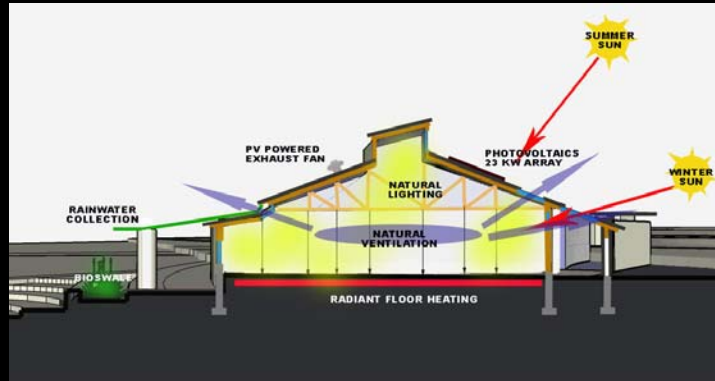 SUMMER
SUN
PV POWERED
EXHAUST FAN
PHOTOVOLTAICS
23 KW ARRAY
WINTER
SUN
NATURAL
LIGHTING
RAINWATER
COLLECTION
NATURAL
VENTILATION
BIOSWALE
RADIANT FLOOR HEATING